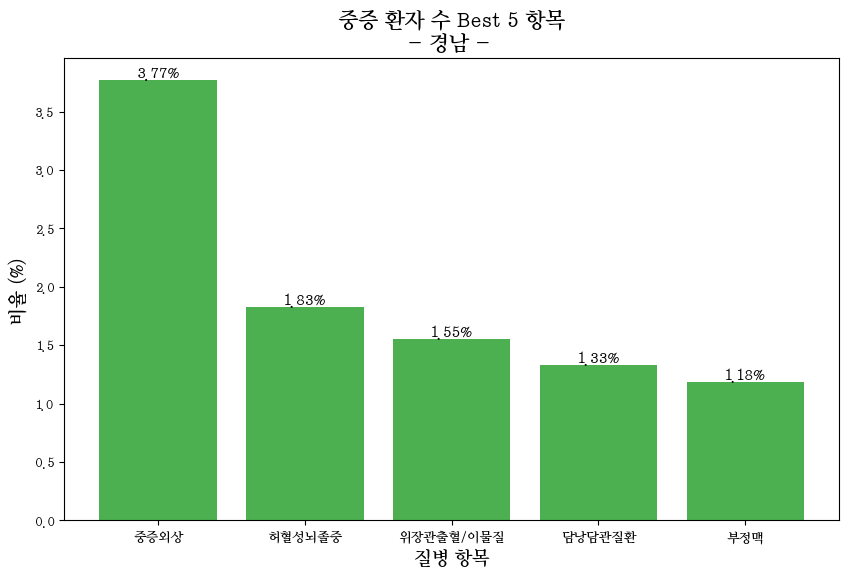 중증 환자 수 Best 5 항목
- 경남 -
3.77%
1.83%
1.55%
1.33%
1.18%
3.5
3.0
2.5
2.0
1.5
1.0
0.5
0.0
비율 (%)
중증외상
허혈성뇌졸중
위장관출혈/이물질
담낭담관질환
부정맥
질병 항목